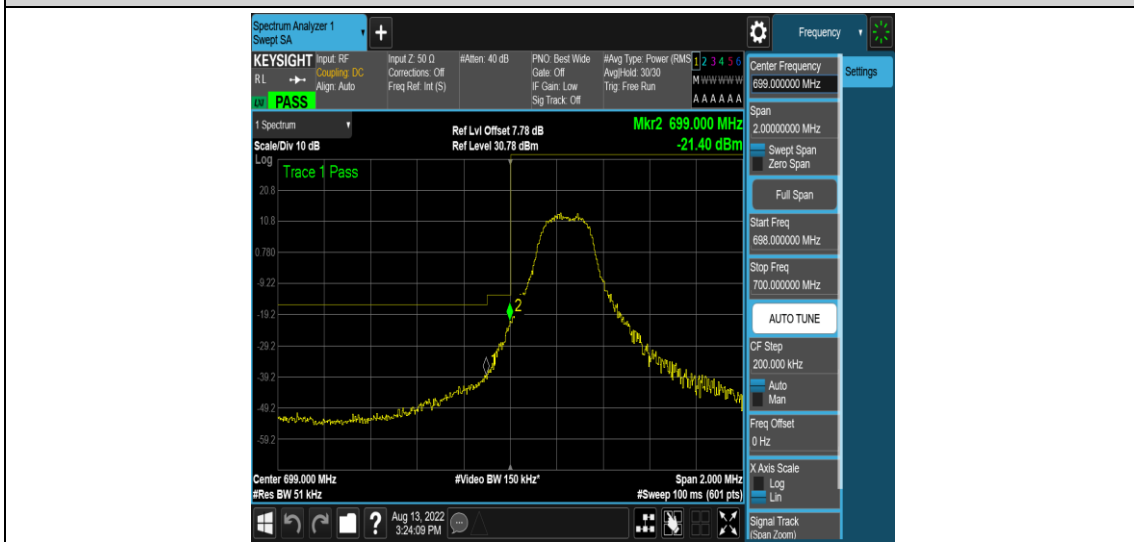 Spectrum Analyzer 1
Swept SA
+
Frequency
KEYSIGHT
Input: RF
Input Z: 50 Ω
#Atten: 40 dB
PNO: Best Wide
#Avg Type: Power (RMS
1 2 3 4 5 6
RL
Coupling: DC
Corrections: Off
Gate: Off
Avg|Hold: 30/30
M W W W W W
Align: Auto
Freq Ref: Int (S)
IF Gain: Low
Trig: Free Run
Sig Track: Off
A A A A A A
PASS
1 Spectrum
Ref Lvl Offset 7.78 dB
Mkr2 699.000 MHz
Scale/Div 10 dB
Ref Level 30.78 dBm
-21.40 dBm
Log
Trace 1 Pass
20.8
10.8
0.780
-9.22
-19.2
-29.2
-39.2
-49.2
-59.2
2
1
Center 699.000 MHz
#Video BW 150 kHz*
Span 2.000 MHz
#Res BW 51 kHz
#Sweep 100 ms (601 pts)
Aug 13, 2022
3:24:09 PM
?
Center Frequency
699.000000 MHz
Settings
Span
2.00000000 MHz
Swept Span
Zero Span
Full Span
Start Freq
698.000000 MHz
Stop Freq
700.000000 MHz
AUTO TUNE
CF Step
200.000 kHz
Auto
Man
Freq Offset
0 Hz
X Axis Scale
Log
Lin
Signal Track
(Span Zoom)